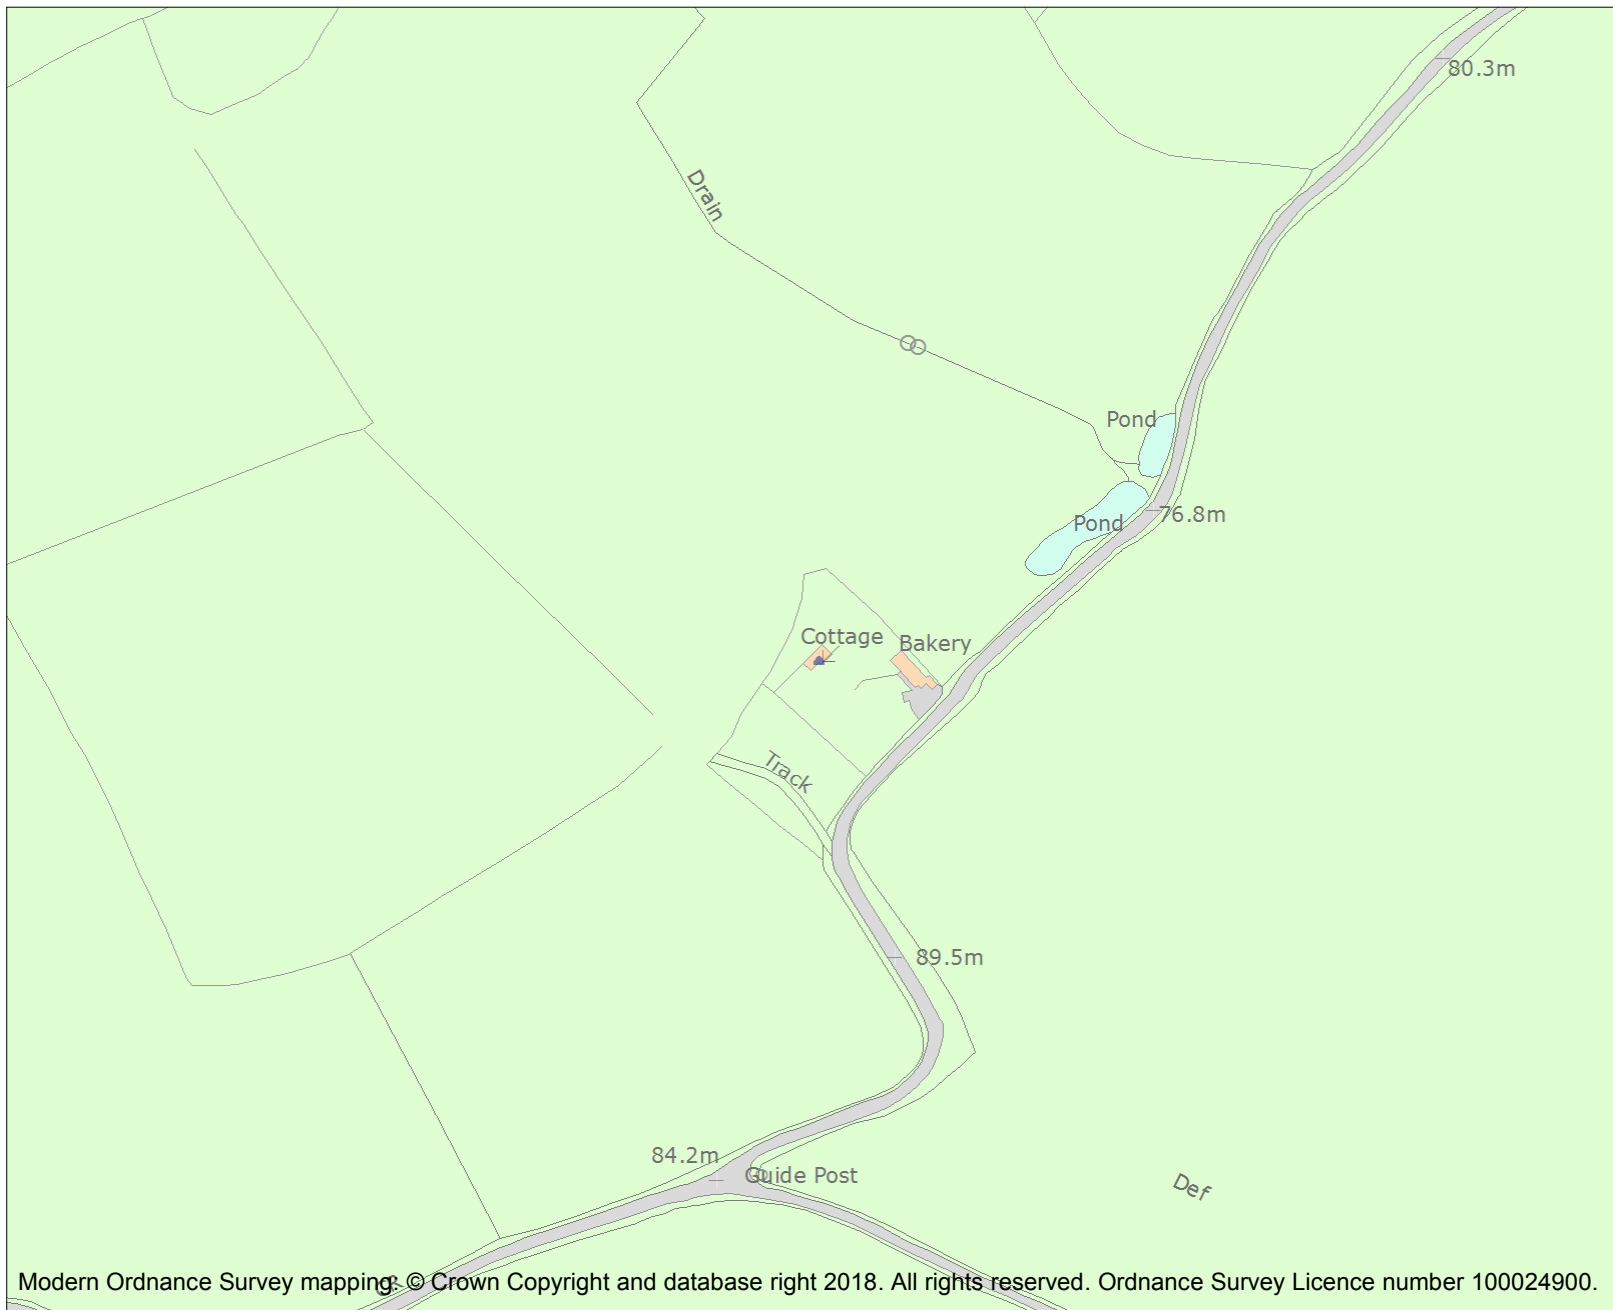 80.3m
Drain
Pond
Pond
76.8m
Cottage
Bakery
Track
89.5m
84.2m
Guide Post
Def
Modern Ordnance Survey mapping. © Crown Copyright and database right 2018. All rights reserved. Ordnance Survey Licence number 100024900.